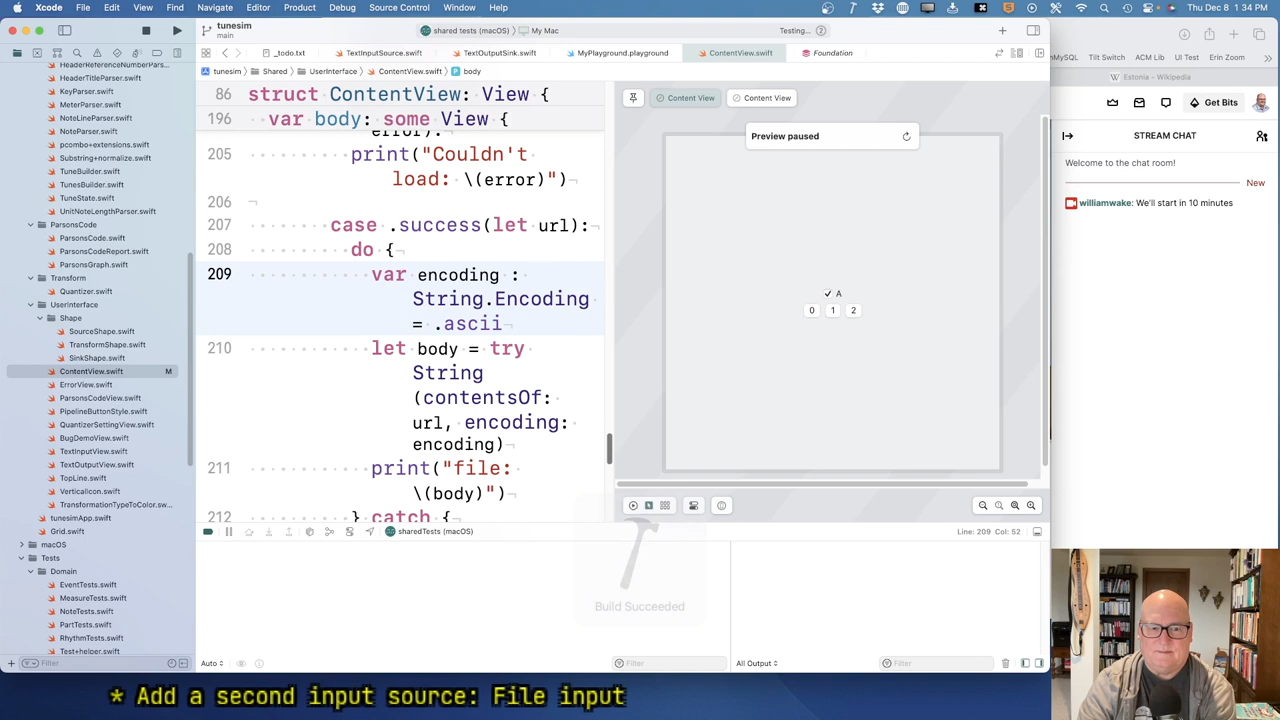 Xcode File Edit View Find Navigate Editor Product Debug Integrate Window Help
Wed Dec 13 5:54 PM
tunesim
main
shared tests (macOS) 〉 My Mac
Testing... 2
_todo.txt
TextInputSource.swift
TextOutputSink.swift
MyPlayground.playground
ContentView.swift
Foundation
tunesim 〉 Shared 〉 UserInterface 〉 ContentView.swift 〉 body
HeaderReferenceNumberPars...
HeaderTitleParser.swift
KeyParser.swift
MeterParser.swift
NoteLineParser.swift
NoteParser.swift
pcombo+extensions.swift
Substring+normalize.swift
TuneBuilder.swift
TunesBuilder.swift
TuneState.swift
UnitNoteLengthParser.swift
ParsonsCode
ParsonsCode.swift
ParsonsCodeReport.swift
ParsonsGraph.swift
Transform
Quantizer.swift
UserInterface
Shape
SourceShape.swift
TransformShape.swift
SinkShape.swift
ContentView.swift M
ErrorView.swift
ParsonsCodeView.swift
PipelineButtonStyle.swift
QuantizerSettingView.swift
BugDemoView.swift
TextInputView.swift
TextOutputView.swift
TopLine.swift
VerticalIcon.swift
TransformationTypeToColor.sw...
tunesimApp.swift
Grid.swift
macOS
Tests
Domain
EventTests.swift
MeasureTests.swift
NoteTests.swift
PartTests.swift
RhythmTests.swift
Test+helper.swift
Filter
86 struct ContentView: View {
196 var body: some View {
error):
205 print("Couldn't
load: \(error)")
206
207 case .success(let url):
208 do {
209 var encoding :
String.Encoding
= .ascii
210 let body = try
String
(contentsOf:
url, encoding:
encoding)
211 print("file:
\(body)")
212 } catch {
Content View
Content View
Preview paused
A
0 1 2
sharedTests (macOS)
Line: 209 Col: 52
Build Succeeded
Auto
Filter
All Output
Filter
MySQL Tilt Switch ACM Lib UI Test Erin Zoom
Estonia - Wikipedia
Get Bits
STREAM CHAT
Welcome to the chat room!
New
williamwake: We'll start in 10 minutes
* Add a second input source: File input